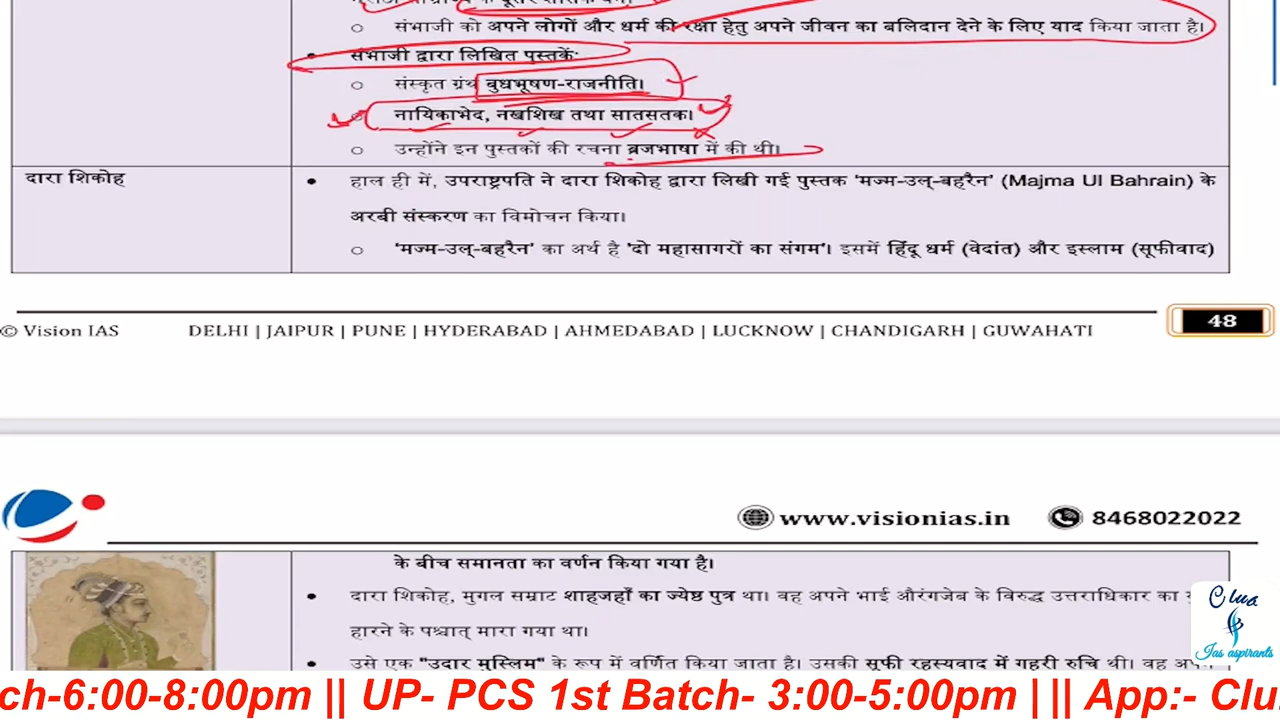 संभाजी को अपने लोगों और धर्म की रक्षा हेतु अपने जीवन का बलिदान देने के लिए याद किया जाता है।
संभाजी द्वारा लिखित पुस्तकें:
संस्कृत ग्रंथ बुधभूषण-राजनीति।
नायिकाभेद, नखशिख तथा सातसतक।
उन्होंने इन पुस्तकों की रचना ब्रजभाषा में की थी।
दारा शिकोह
हाल ही में, उपराष्ट्रपति ने दारा शिकोह द्वारा लिखी गई पुस्तक 'मज्म-उल्-बहरैन' (Majma Ul Bahrain) के
अरबी संस्करण का विमोचन किया।
'मज्म-उल्-बहरैन' का अर्थ है 'दो महासागरों का संगम'। इसमें हिंदू धर्म (वेदांत) और इस्लाम (सूफीवाद)
© Vision IAS DELHI | JAIPUR | PUNE | HYDERABAD | AHMEDABAD | LUCKNOW | CHANDIGARH | GUWAHATI 48
www.visionias.in 8468022022
के बीच समानता का वर्णन किया गया है।
दारा शिकोह, मुगल सम्राट शाहजहाँ का ज्येष्ठ पुत्र था। वह अपने भाई औरंगजेब के विरुद्ध उत्तराधिकार का
हारने के पश्चात् मारा गया था।
उसे एक "उदार मुस्लिम" के रूप में वर्णित किया जाता है। उसकी सूफी रहस्यवाद में गहरी रुचि थी। वह
Clua
Ias aspirants
ch-6:00-8:00pm || UP- PCS 1st Batch- 3:00-5:00pm | || App:- Clu